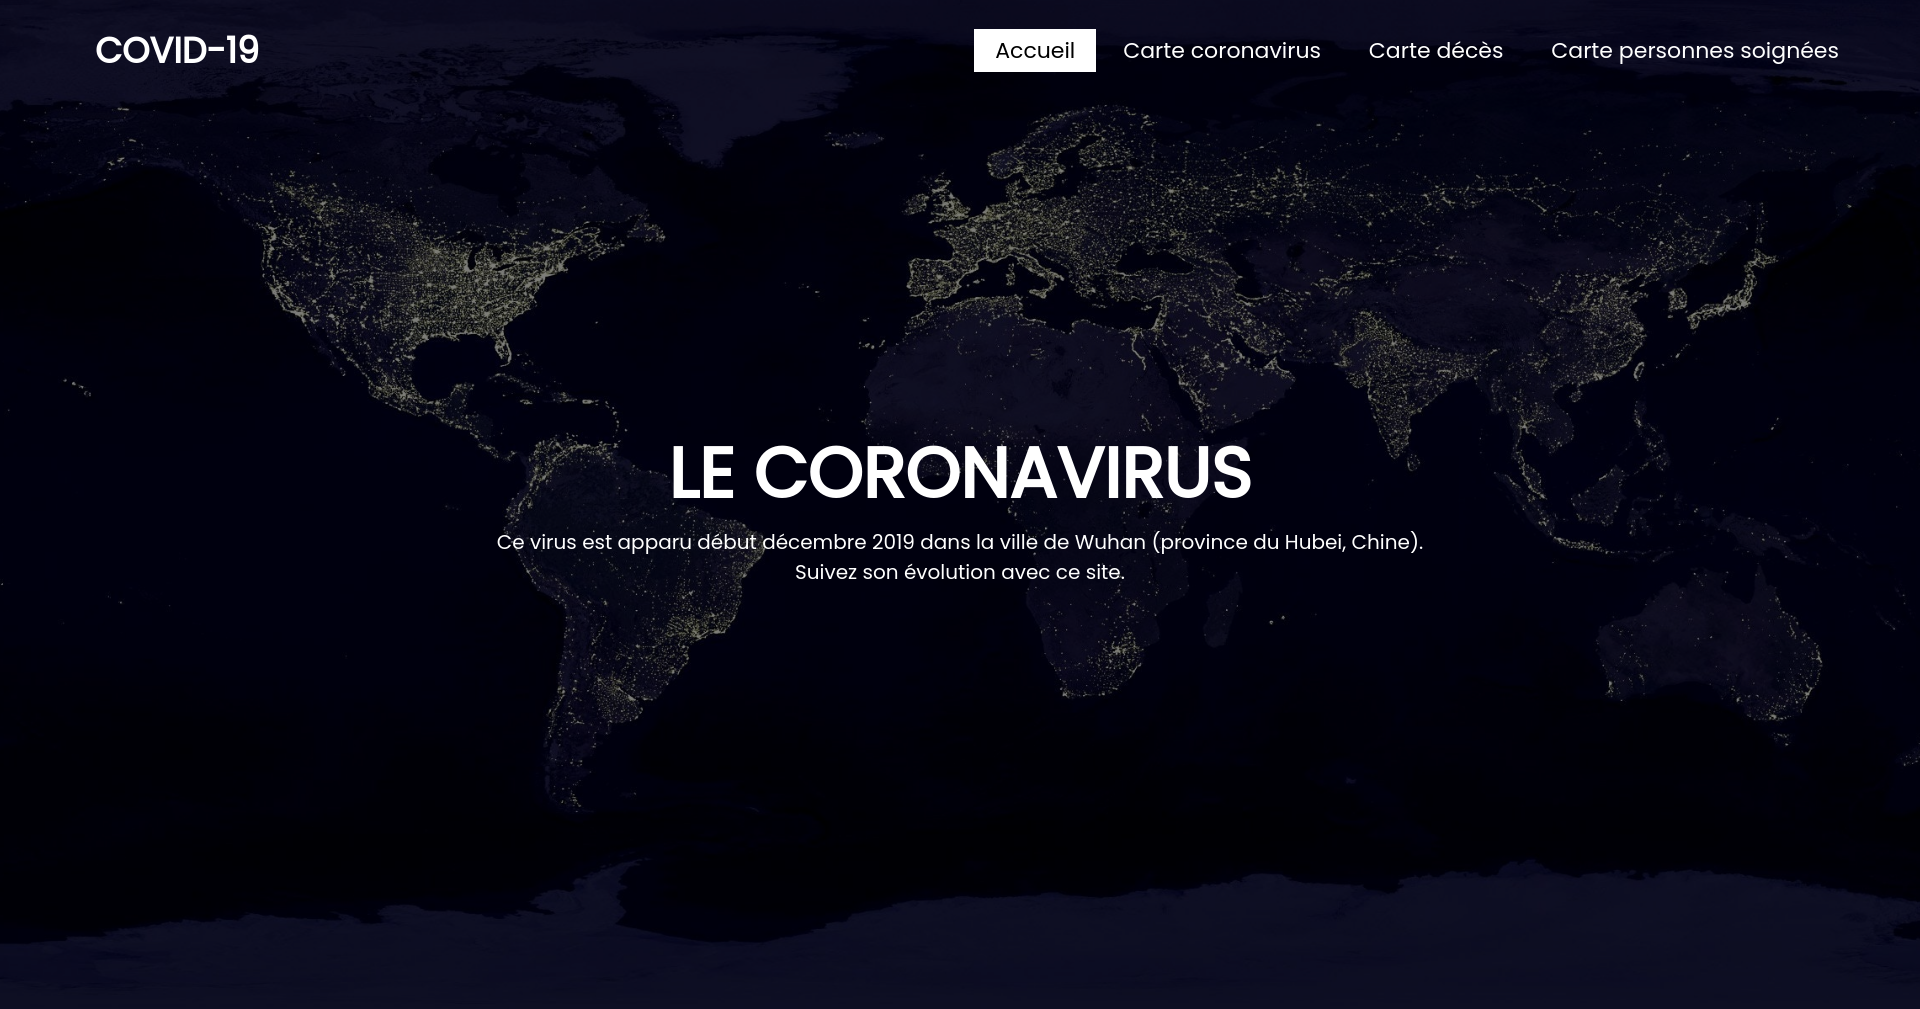 COVID-19
Accueil
Carte coronavirus
Carte décès
Carte personnes soignées
LE CORONAVIRUS
Ce virus est apparu début décembre 2019 dans la ville de Wuhan (province du Hubei, Chine).
Suivez son évolution avec ce site.